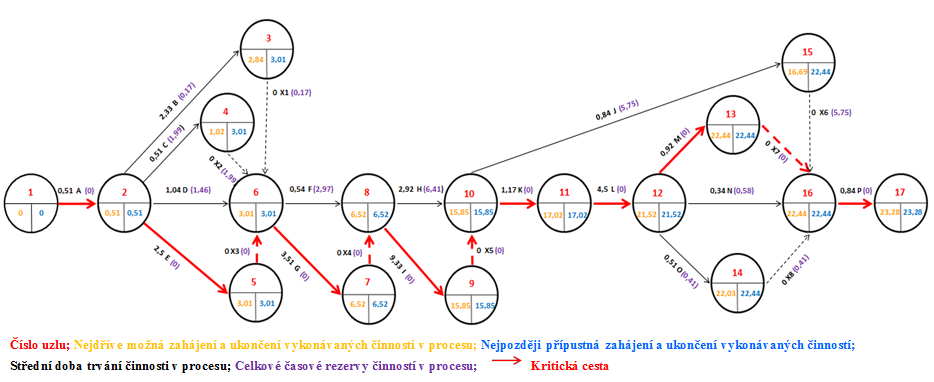 3
2,84 3,01
15
16,69 22,44
2,33 B (0,17)
0 X1 (0,17)
0,84 J (5,75)
0 X6 (5,75)
4
1,02 3,01
13
22,44 22,44
0,51 C (1,99)
0 X2 (1,99)
0,92 M (0)
0 X7 (0)
1
0 0
0,51 A (0)
2
0,51 0,51
1,04 D (1,46)
6
3,01 3,01
0,54 F (2,97)
8
6,52 6,52
2,92 H (6,41)
10
15,85 15,85
1,17 K (0)
11
17,02 17,02
4,5 L (0)
12
21,52 21,52
0,34 N (0,58)
16
22,44 22,44
0,84 P (0)
17
23,28 23,28
2,5 E (0)
0 X3 (0)
3,51 G (0)
0 X4 (0)
9,33 I (0)
0 X5 (0)
0,51 O (0,41)
0 X8 (0,41)
5
3,01 3,01
7
6,52 6,52
9
15,85 15,85
14
22,03 22,44
Číslo uzlu; Nejdříve možná zahájení a ukončení vykonávaných činností v procesu; Nejpozději přípustná zahájení a ukončení vykonávaných činností;
Střední doba trvání činnosti v procesu; Celkové časové rezervy činností v procesu; Kritická cesta